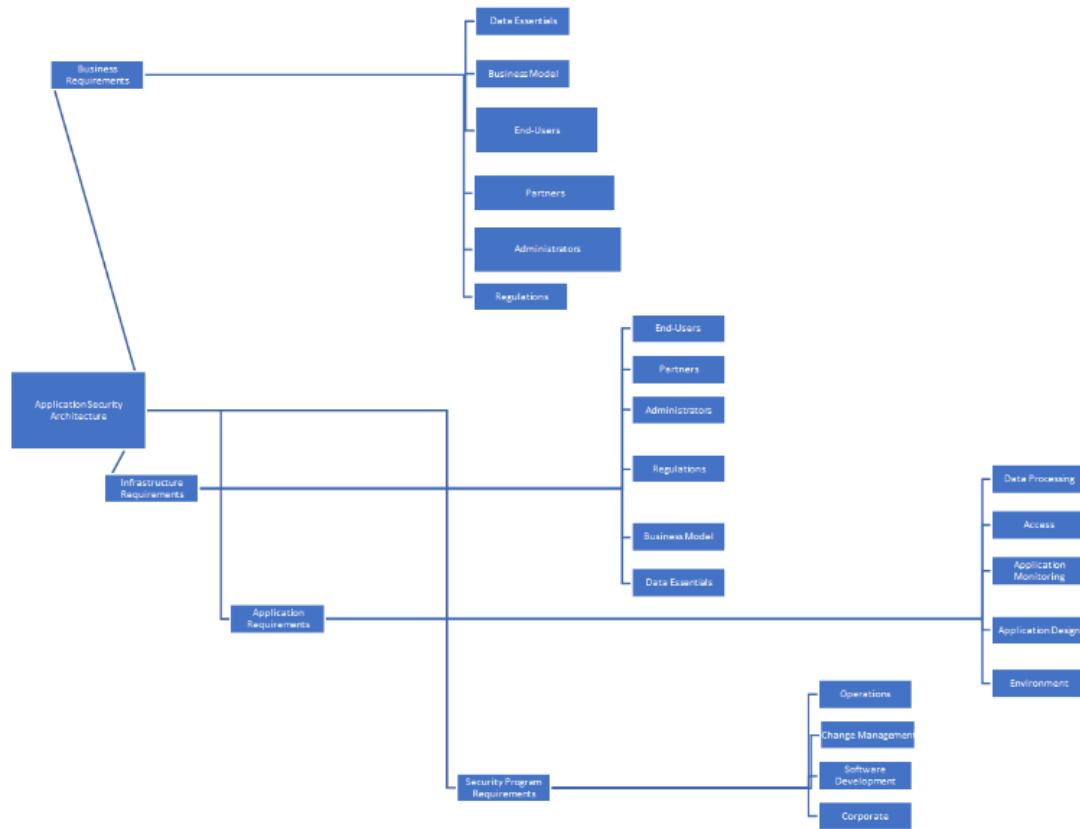 Data Essentials
Business
Requirements
Business Model
End-Users
Partners
Administrators
Regulations
End-Users
Partners
Application Security
Architecture
Administrators
Regulations
Infrastructure
Requirements
Data Processing
Access
Business Model
Application
Monitoring
Data Essentials
Application
Requirements
Application Design
Environment
Operations
Change Management
Software
Development
Security Program
Requirements
Corporate